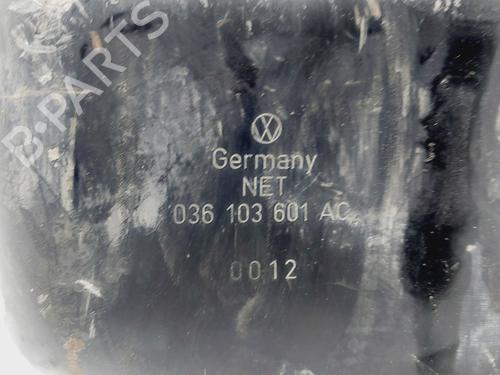 B-PARTS
Germany
NET
036 103 601 AC
0012